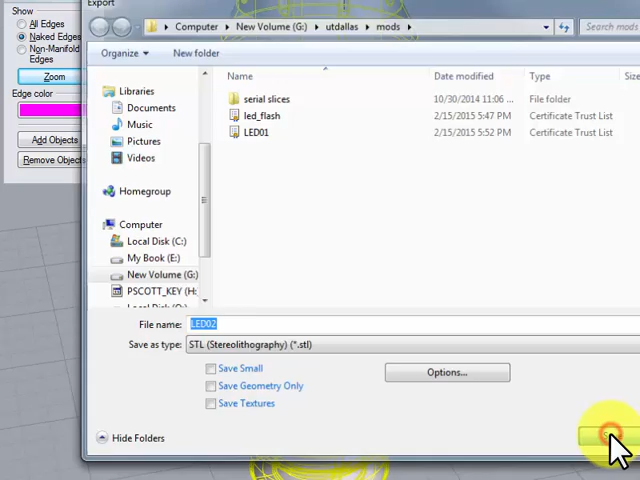 Export
Show
All Edges
Naked Edges
Non-Manifold
Edges
Zoom
Edge color
Add Objects
Remove Objects
Computer
New Volume (G:)
utdallas
mods
Search mods
Organize
New folder
Libraries
Documents
Music
Pictures
Videos
Homegroup
Computer
Local Disk (C:)
My Book (E:)
New Volume (G:)
PSCOTT_KEY (H:
Name
Date modified
Type
serial slices
10/30/2014 11:06 ...
File folder
led_flash
2/15/2015 5:47 PM
Certificate Trust List
LED01
2/15/2015 5:52 PM
Certificate Trust List
File name:
LED02
Save as type:
STL (Stereolithography) (*.stl)
Save Small
Save Geometry Only
Save Textures
Options...
Hide Folders